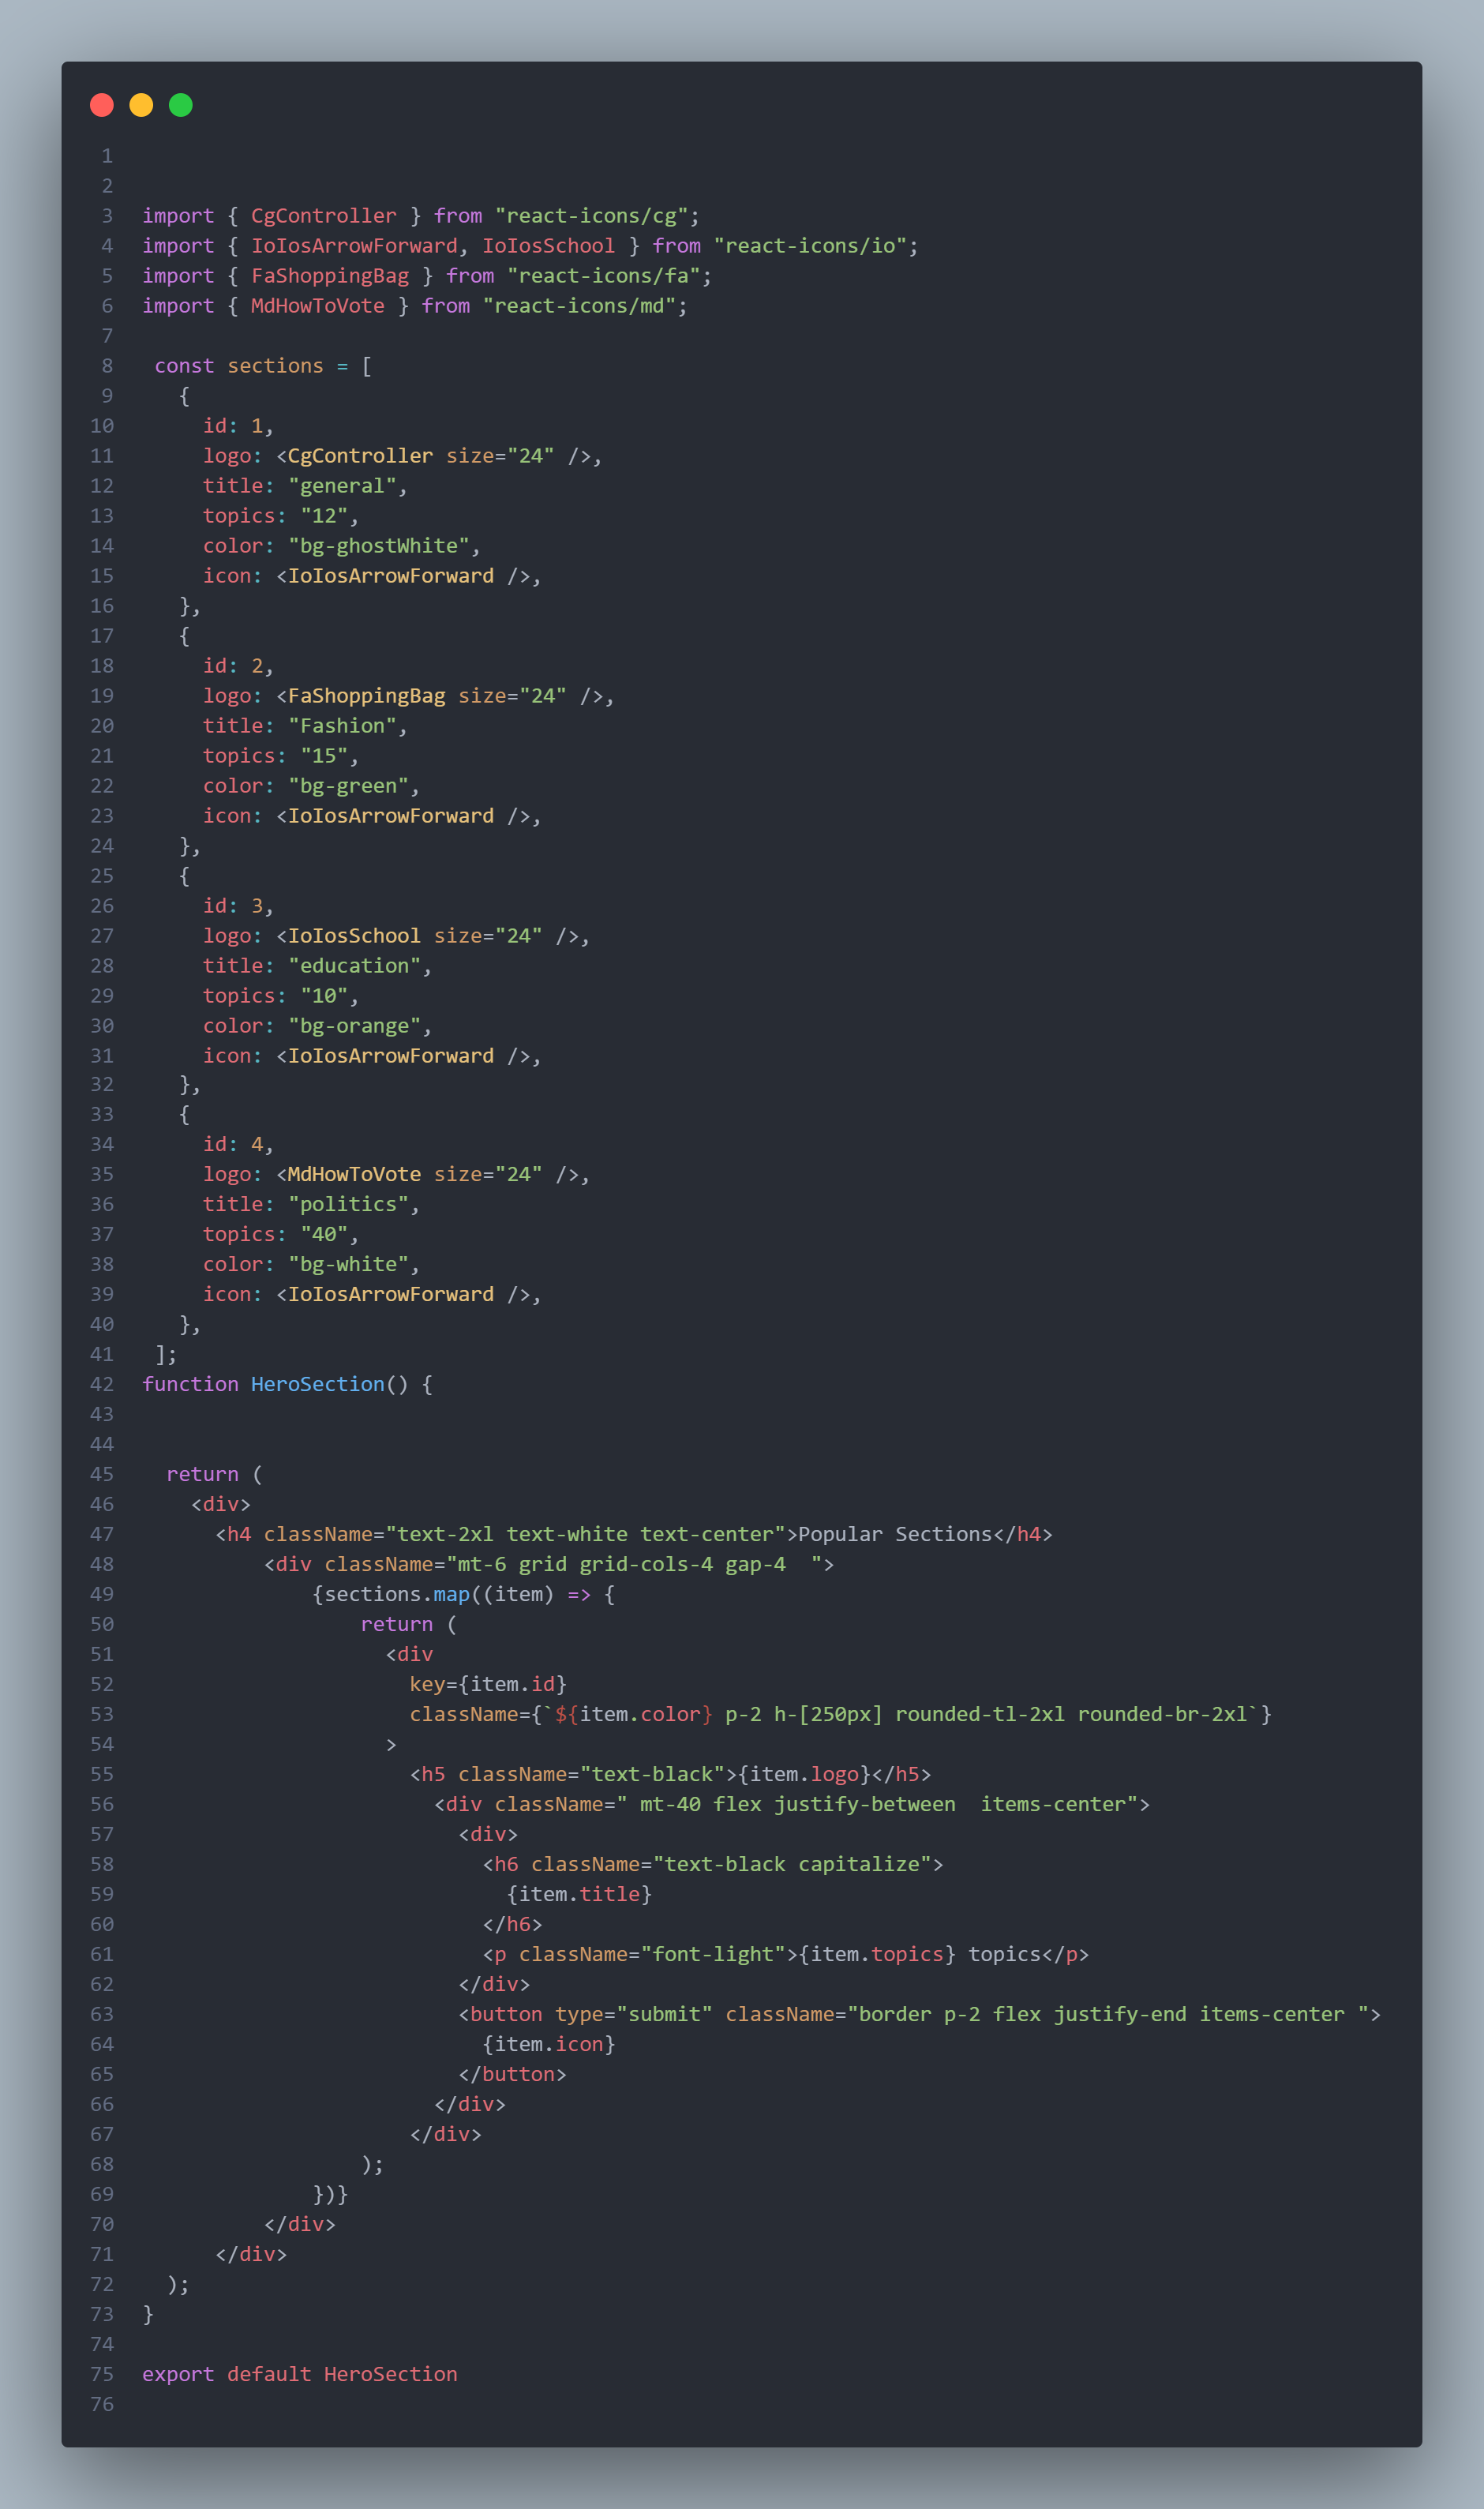 1
2
3 import { CgController } from "react-icons/cg";
4 import { IoIosArrowForward, IoIosSchool } from "react-icons/io";
5 import { FaShoppingBag } from "react-icons/fa";
6 import { MdHowToVote } from "react-icons/md";
7
8  const sections = [
9    {
10      id: 1,
11      logo: <CgController size="24" />,
12      title: "general",
13      topics: "12",
14      color: "bg-ghostWhite",
15      icon: <IoIosArrowForward />,
16    },
17    {
18      id: 2,
19      logo: <FaShoppingBag size="24" />,
20      title: "Fashion",
21      topics: "15",
22      color: "bg-green",
23      icon: <IoIosArrowForward />,
24    },
25    {
26      id: 3,
27      logo: <IoIosSchool size="24" />,
28      title: "education",
29      topics: "10",
30      color: "bg-orange",
31      icon: <IoIosArrowForward />,
32    },
33    {
34      id: 4,
35      logo: <MdHowToVote size="24" />,
36      title: "politics",
37      topics: "40",
38      color: "bg-white",
39      icon: <IoIosArrowForward />,
40    },
41  ];
42 function HeroSection() {
43
44
45   return (
46     <div>
47       <h4 className="text-2xl text-white text-center">Popular Sections</h4>
48           <div className="mt-6 grid grid-cols-4 gap-4  ">
49               {sections.map((item) => {
50                   return (
51                     <div
52                       key={item.id}
53                       className={`${item.color} p-2 h-[250px] rounded-tl-2xl rounded-br-2xl`}
54                     >
55                       <h5 className="text-black">{item.logo}</h5>
56                         <div className=" mt-40 flex justify-between  items-center">
57                           <div>
58                             <h6 className="text-black capitalize">
59                               {item.title}
60                             </h6>
61                             <p className="font-light">{item.topics} topics</p>
62                           </div>
63                           <button type="submit" className="border p-2 flex justify-end items-center ">
64                             {item.icon}
65                           </button>
66                         </div>
67                       </div>
68                   );
69               })}
70           </div>
71       </div>
72   );
73 }
74
75 export default HeroSection
76